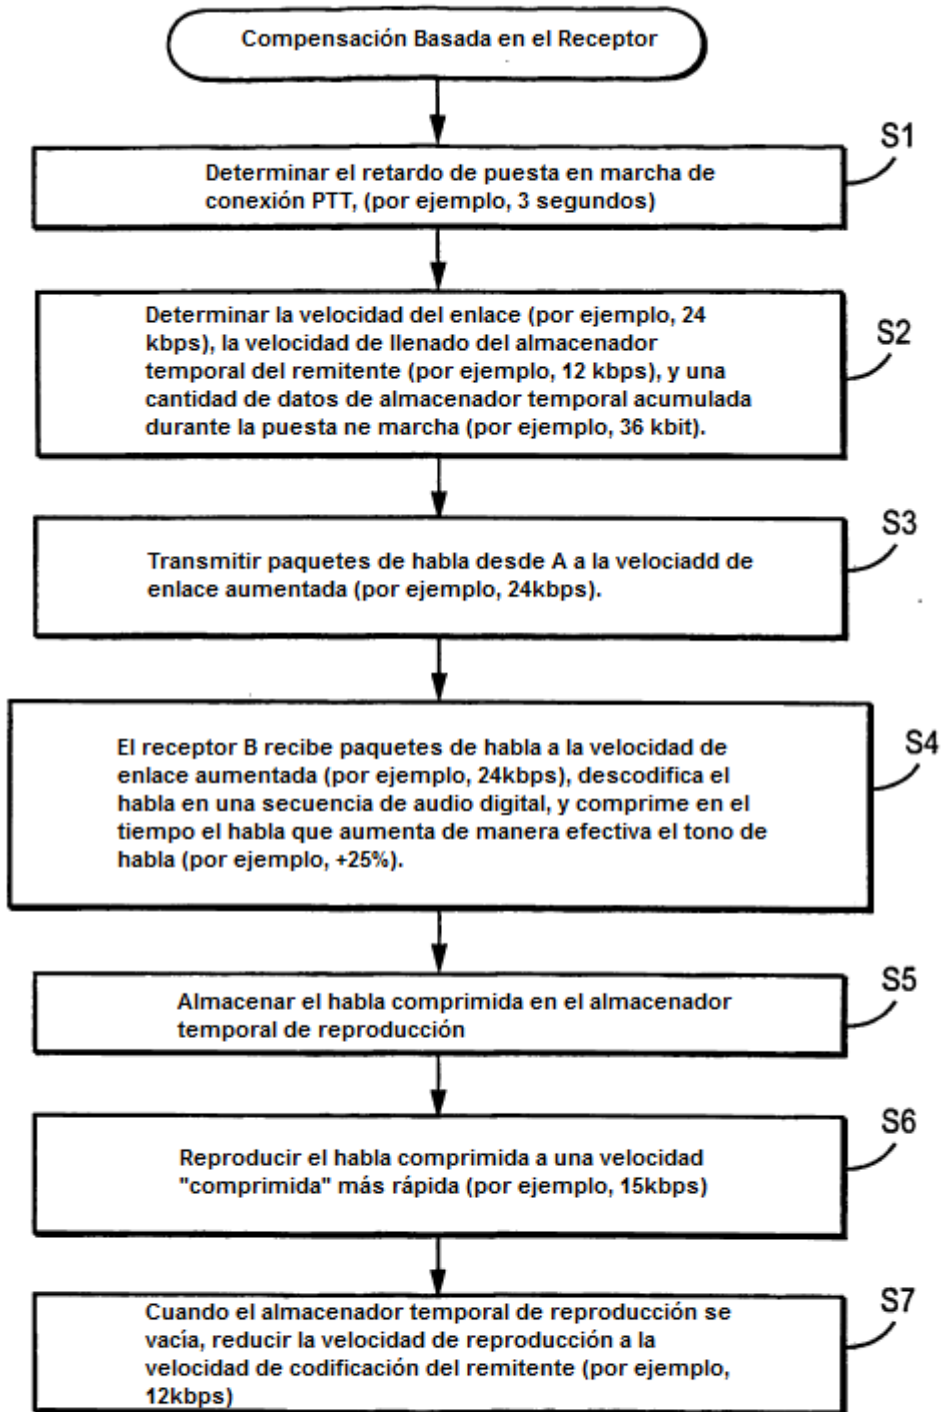 Compensación Basada en el Receptor
S1
Determinar el retardo de puesta en marcha de
conexión PTT, (por ejemplo, 3 segundos)
S2
Determinar la velocidad del enlace (por ejemplo, 24
kbps), la velocidad de llenado del almacenador
temporal del remitente (por ejemplo, 12 kbps), y una
cantidad de datos de almacenador temporal acumulada
durante la puesta ne marcha (por ejemplo, 36 kbit).
S3
Transmitir paquetes de habla desde A a la velociadd de
enlace aumentada (por ejemplo, 24kbps).
S4
El receptor B recibe paquetes de habla a la velocidad de
enlace aumentada (por ejemplo, 24kbps), descodifica el
habla en una secuencia de audio digital, y comprime en el
tiempo el habla que aumenta de manera efectiva el tono de
habla (por ejemplo, +25%).
S5
Almacenar el habla comprimida en el almacenador
temporal de reproducción
S6
Reproducir el habla comprimida a una velocidad
"comprimida" más rápida (por ejemplo, 15kbps)
S7
Cuando el almacenador temporal de reproducción se
vacía, reducir la velocidad de reproducción a la
velocidad de codificación del remitente (por ejemplo,
12kbps)